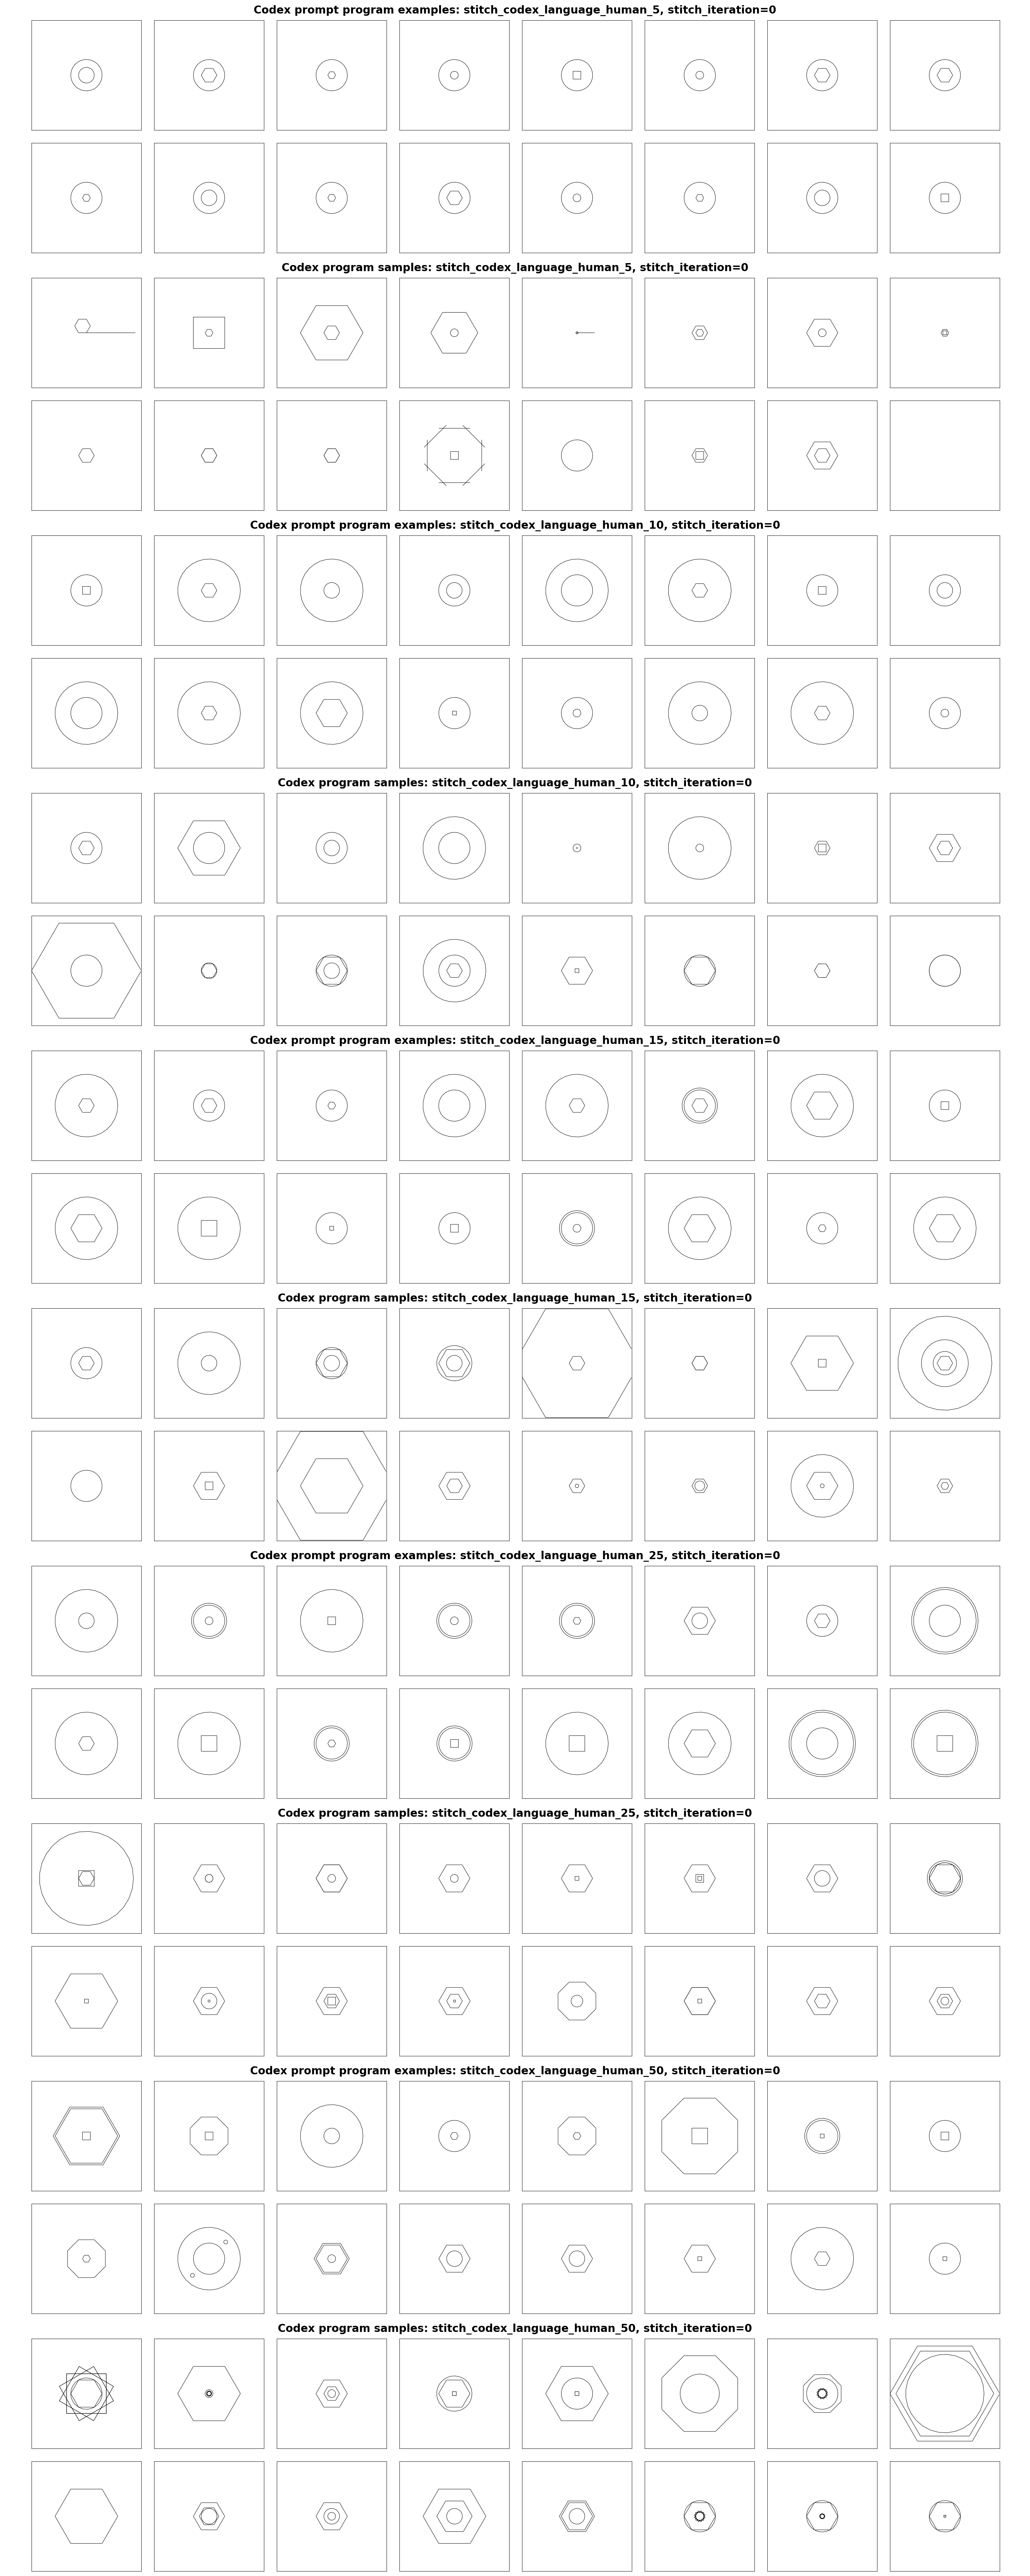 Codex prompt program examples: stitch_codex_language_human_5, stitch_iteration=0
Codex program samples: stitch_codex_language_human_5, stitch_iteration=0
Codex prompt program examples: stitch_codex_language_human_10, stitch_iteration=0
Codex program samples: stitch_codex_language_human_10, stitch_iteration=0
Codex prompt program examples: stitch_codex_language_human_15, stitch_iteration=0
Codex program samples: stitch_codex_language_human_15, stitch_iteration=0
Codex prompt program examples: stitch_codex_language_human_25, stitch_iteration=0
Codex program samples: stitch_codex_language_human_25, stitch_iteration=0
Codex prompt program examples: stitch_codex_language_human_50, stitch_iteration=0
Codex program samples: stitch_codex_language_human_50, stitch_iteration=0